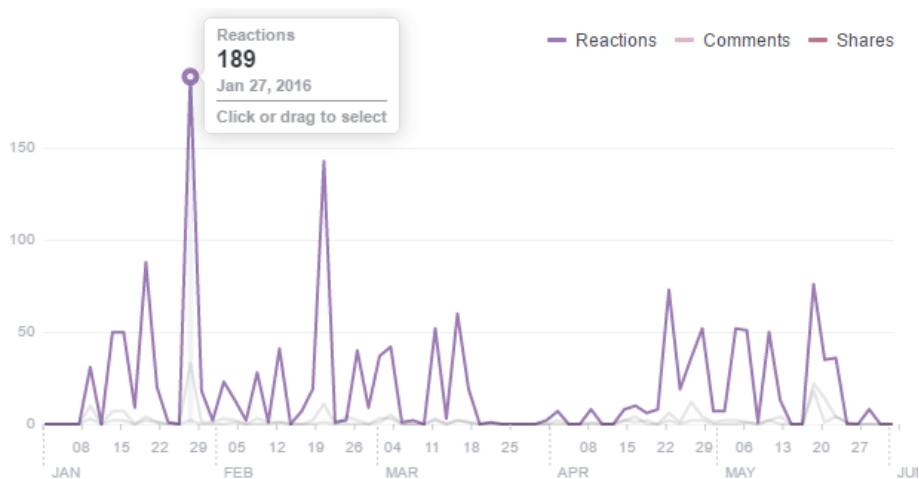 Reactions
189
Jan 27, 2016
Click or drag to select
Reactions Comments Shares
150
100
50
0
08 15 22 29 05 12 19 26 04 11 18 25 08 15 22 29 06 13 20 27
JAN FEB MAR APR MAY JUN